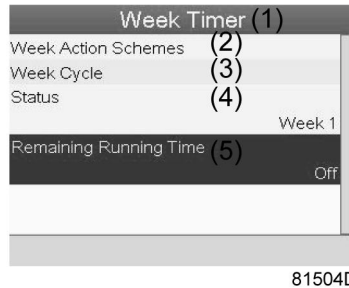 Week Timer (1)
Week Action Schemes (2)
Week Cycle (3)
Status (4)
Week 1
Remaining Running Time (5)
Off
81504D